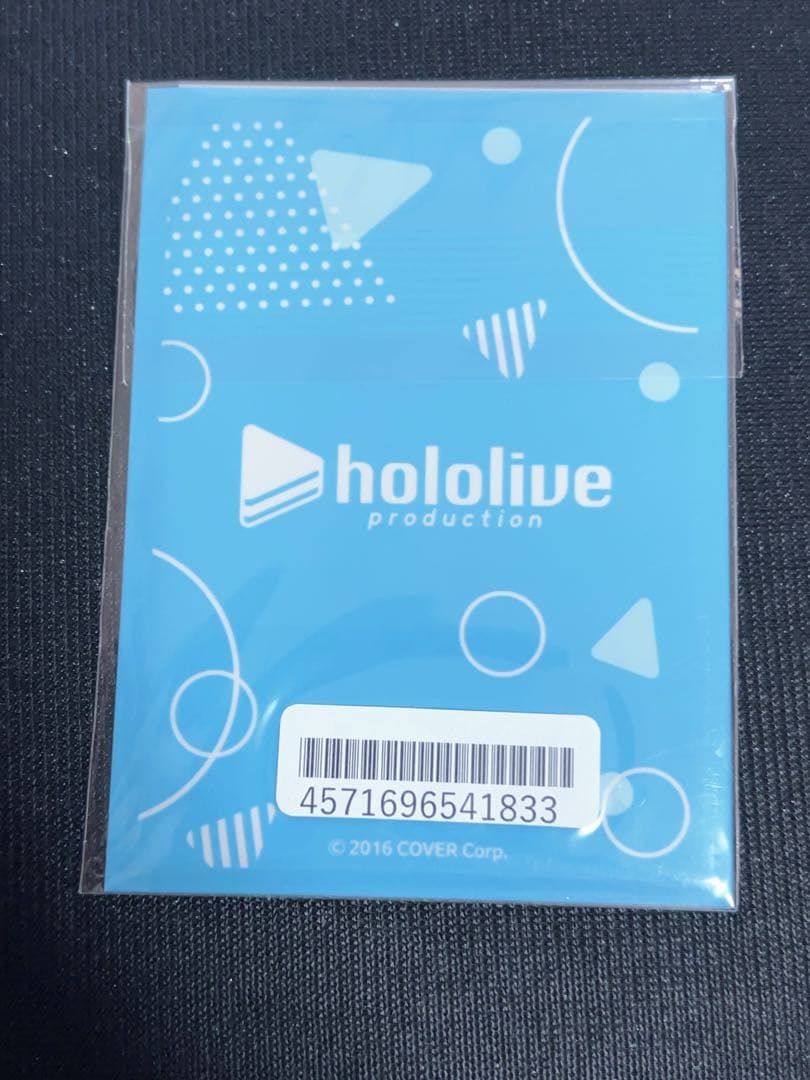 hololive
production
4571696541833
© 2016 COVER Corp.